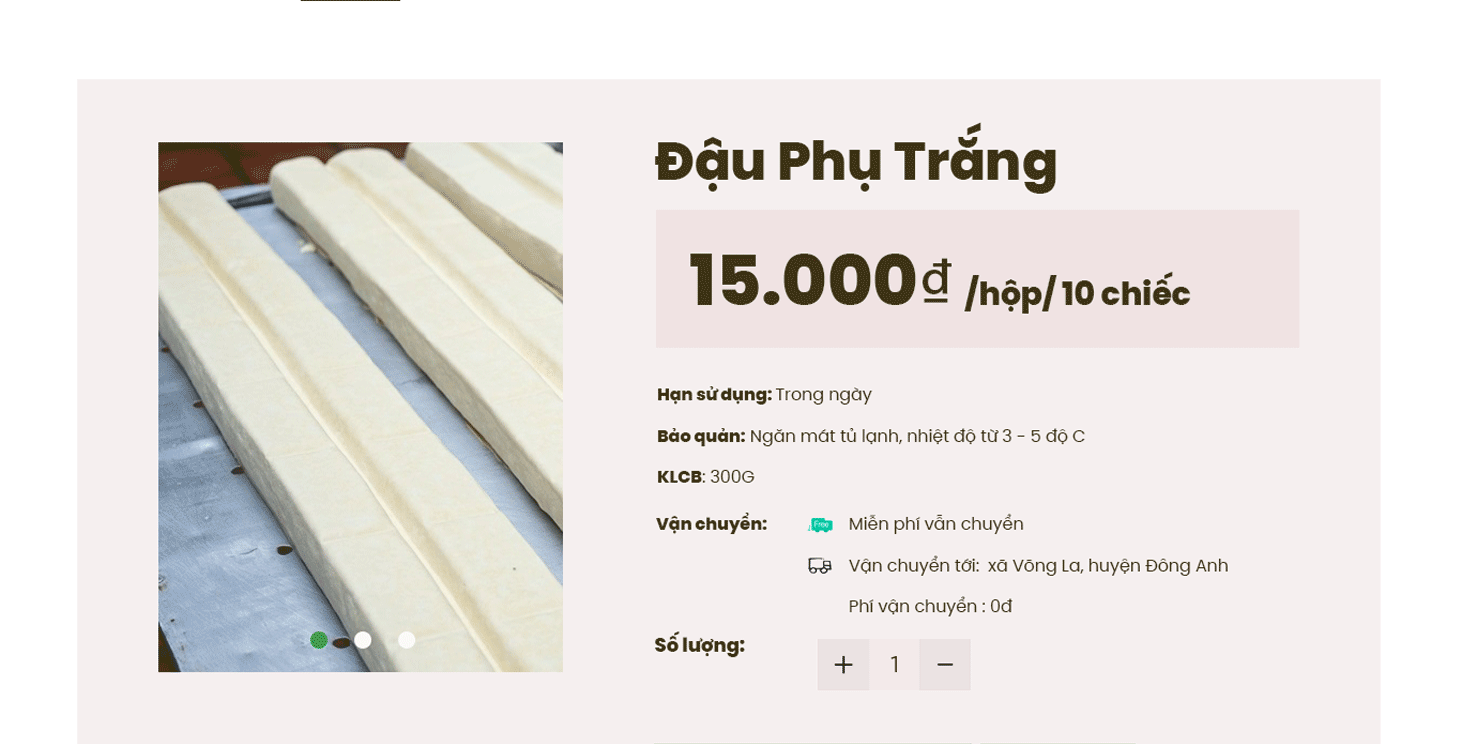 Đậu Phụ Trắng
15.000₫ /hộp/ 10 chiếc
Hạn sử dụng: Trong ngày
Bảo quản: Ngăn mát tủ lạnh, nhiệt độ từ 3 - 5 độ C
KLCB: 300G
Vận chuyển: Free Miễn phí vẫn chuyển
Vận chuyển tới: xã Võng La, huyện Đông Anh
Phí vận chuyển : 0đ
Số lượng:
+ 1 −